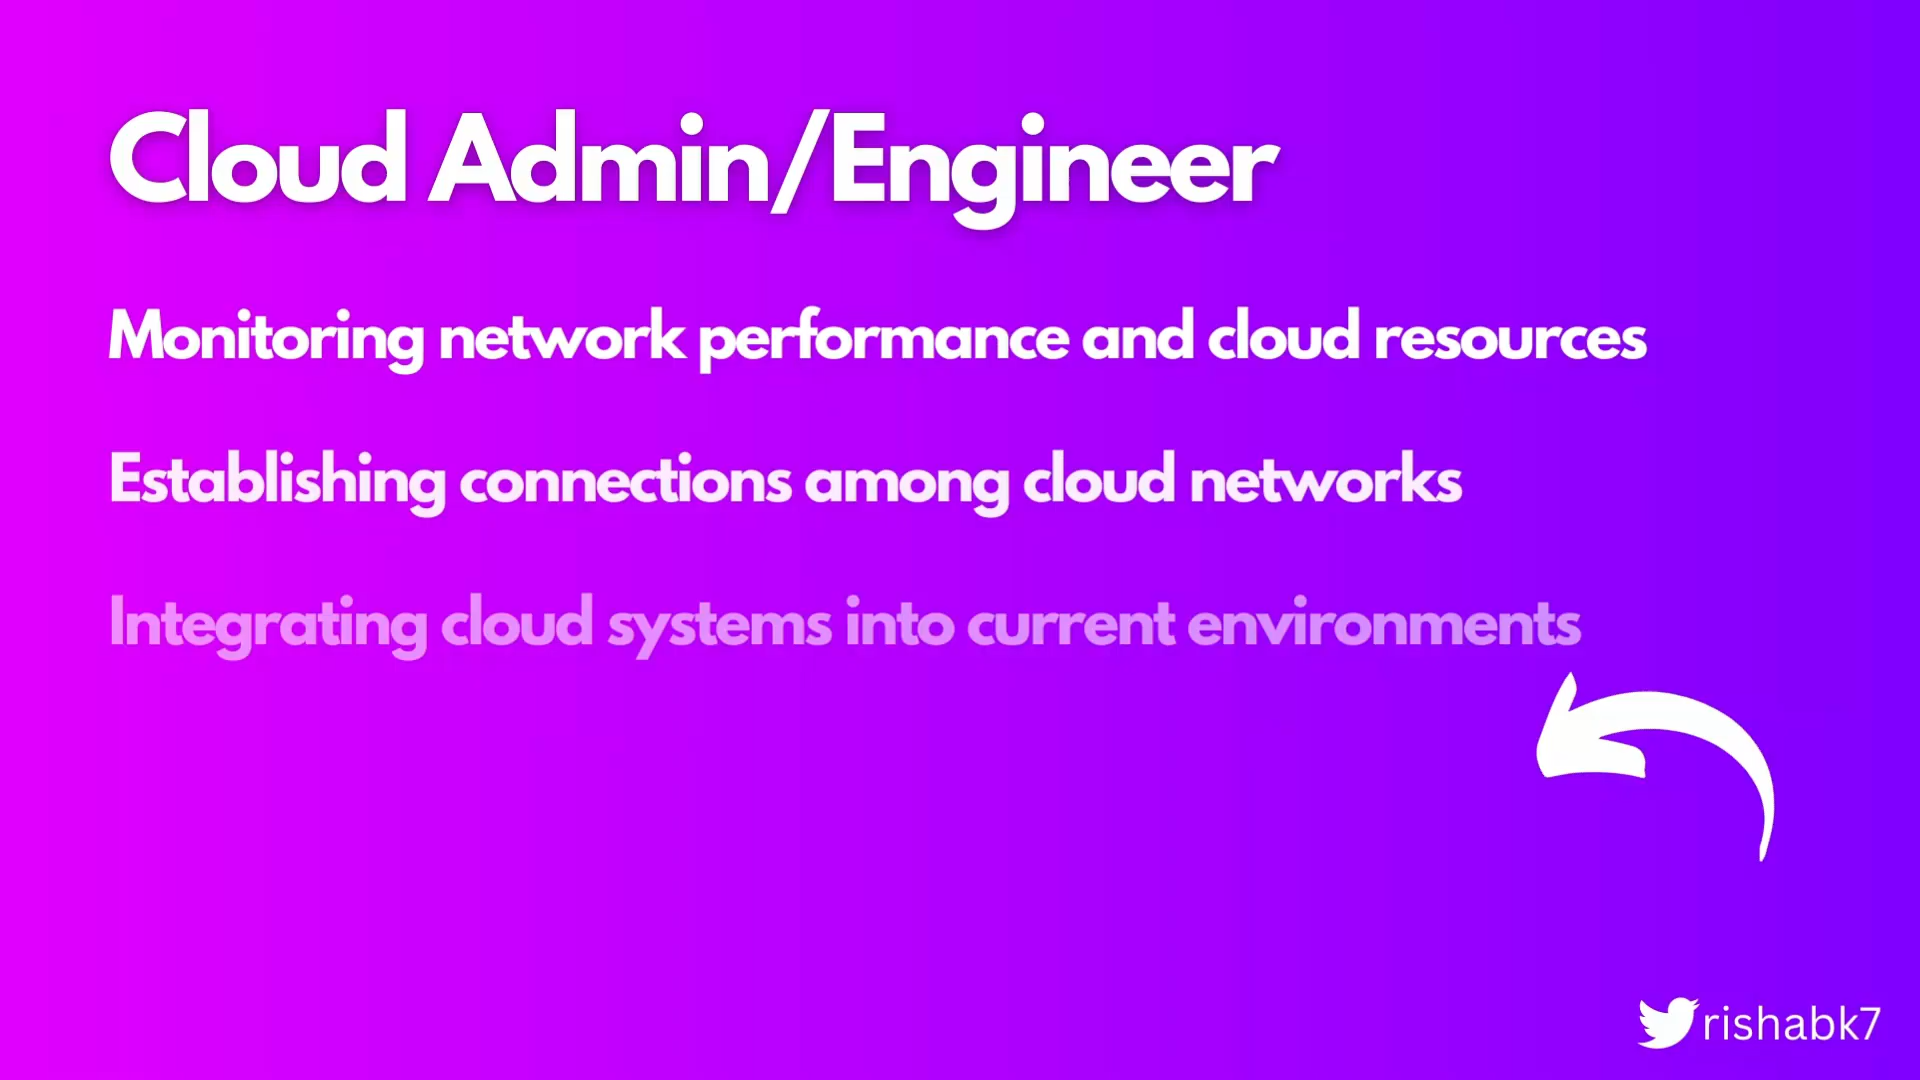 Cloud Admin/Engineer
Monitoring network performance and cloud resources
Establishing connections among cloud networks
Integrating cloud systems into current environments
rishabk7